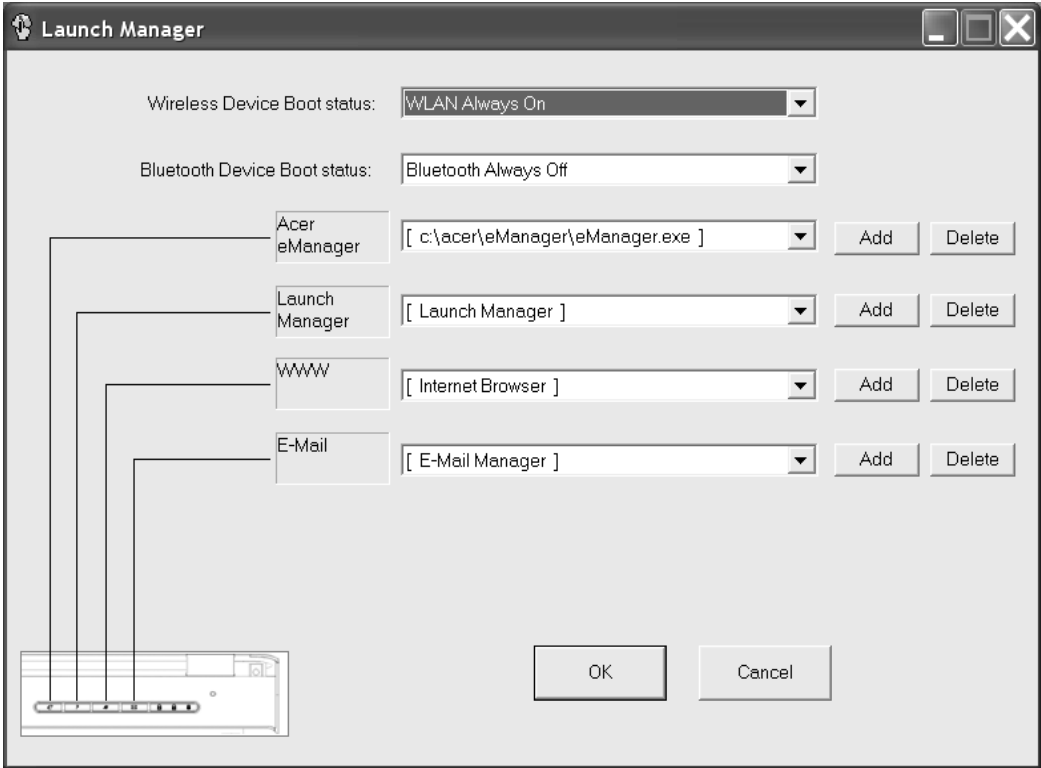 Launch Manager
Wireless Device Boot status:
WLAN Always On
Bluetooth Device Boot status:
Bluetooth Always Off
Acer
eManager
[ c:\acer\eManager\eManager.exe ]
Add
Delete
Launch
Manager
[ Launch Manager ]
Add
Delete
WWW
[ Internet Browser ]
Add
Delete
E-Mail
[ E-Mail Manager ]
Add
Delete
OK
Cancel